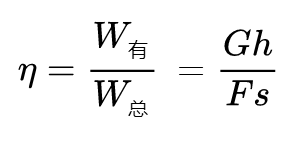 η = W有 / W总 = Gh / Fs